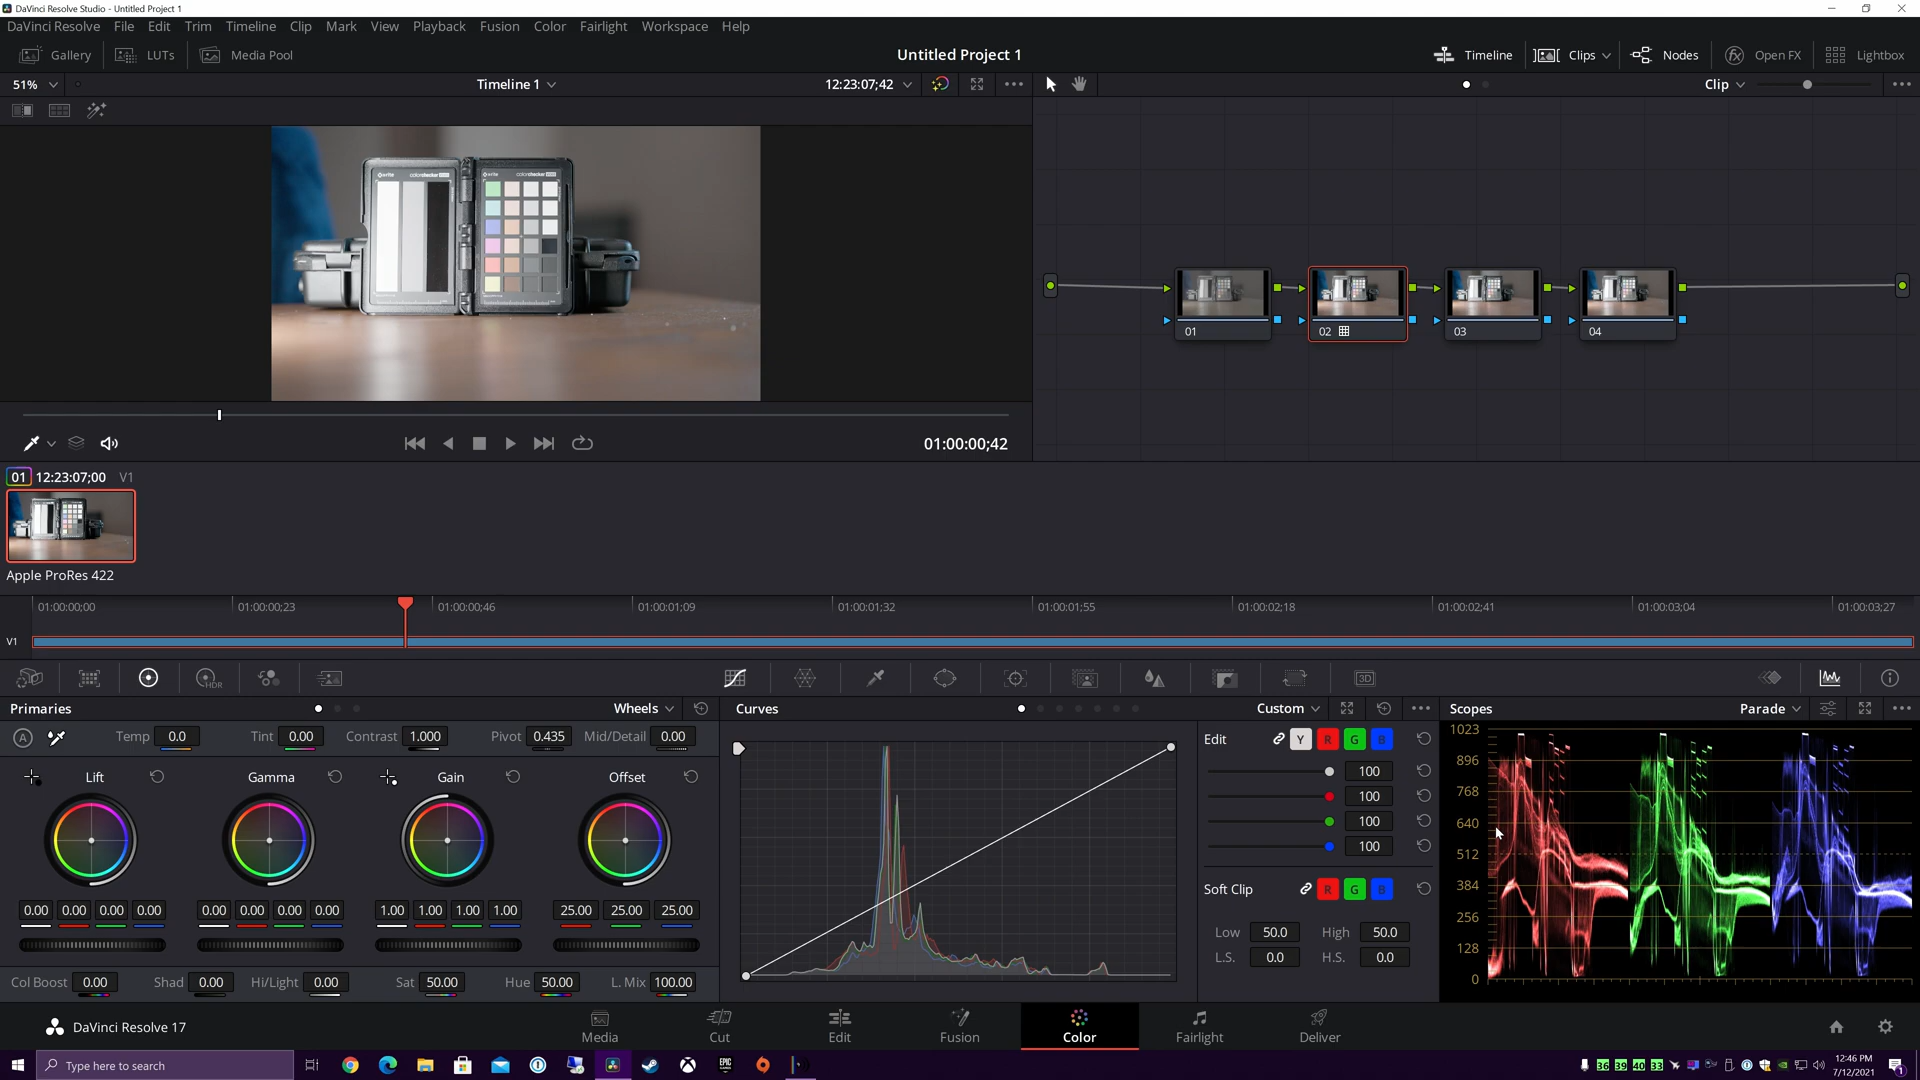 DaVinci Resolve Studio - Untitled Project 1
DaVinci Resolve File Edit Trim Timeline Clip Mark View Playback Fusion Color Fairlight Workspace Help
Gallery LUTs Media Pool Untitled Project 1 Timeline Clips Nodes Open FX Lightbox
51% Timeline 1 12:23:07;42 Clip
colorchecker colorchecker
01 02 03 04
01:00:00;42
01 12:23:07;00 V1
Apple ProRes 422
01:00:00;00 01:00:00;23 01:00:00;46 01:00:01;09 01:00:01;32 01:00:01;55 01:00:02;18 01:00:02;41 01:00:03;04 01:00:03;27
V1
HDR 3D
Primaries Wheels Curves Custom Scopes Parade
A Temp 0.0 Tint 0.00 Contrast 1.000 Pivot 0.435 Mid/Detail 0.00
Lift Gamma Gain Offset
0.00 0.00 0.00 0.00 0.00 0.00 0.00 0.00 1.00 1.00 1.00 1.00 25.00 25.00 25.00
Col Boost 0.00 Shad 0.00 Hi/Light 0.00 Sat 50.00 Hue 50.00 L. Mix 100.00
Edit Y R G B
100
100
100
100
Soft Clip R G B
Low 50.0 High 50.0
L.S. 0.0 H.S. 0.0
1023
896
768
640
512
384
256
128
0
DaVinci Resolve 17 Media Cut Edit Fusion Color Fairlight Deliver
Type here to search
EPIC
36 39 40 33
12:46 PM
7/12/2021
1